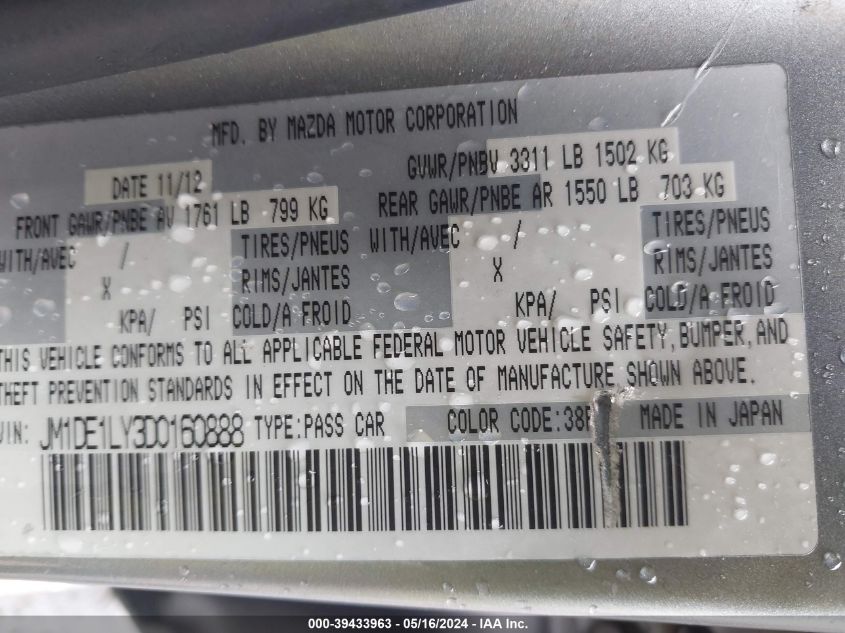 MFD. BY MAZDA MOTOR CORPORATION
DATE 11/12
GVWR/PNBV 3311 LB 1502 KG
FRONT GAWR/PNBE AV 1761 LB 799 KG
REAR GAWR/PNBE AR 1550 LB 703 KG
WITH/AVEC / TIRES/PNEUS WITH/AVEC / TIRES/PNEUS
X RIMS/JANTES X RIMS/JANTES
KPA/ PSI COLD/A FROID KPA/ PSI COLD/A FROID
THIS VEHICLE CONFORMS TO ALL APPLICABLE FEDERAL MOTOR VEHICLE SAFETY, BUMPER, AND
THEFT PREVENTION STANDARDS IN EFFECT ON THE DATE OF MANUFACTURE SHOWN ABOVE.
VIN: JM1DE1LY3D0160888 TYPE:PASS CAR COLOR CODE:38P MADE IN JAPAN
000-39433963 - 05/16/2024 - IAA Inc.